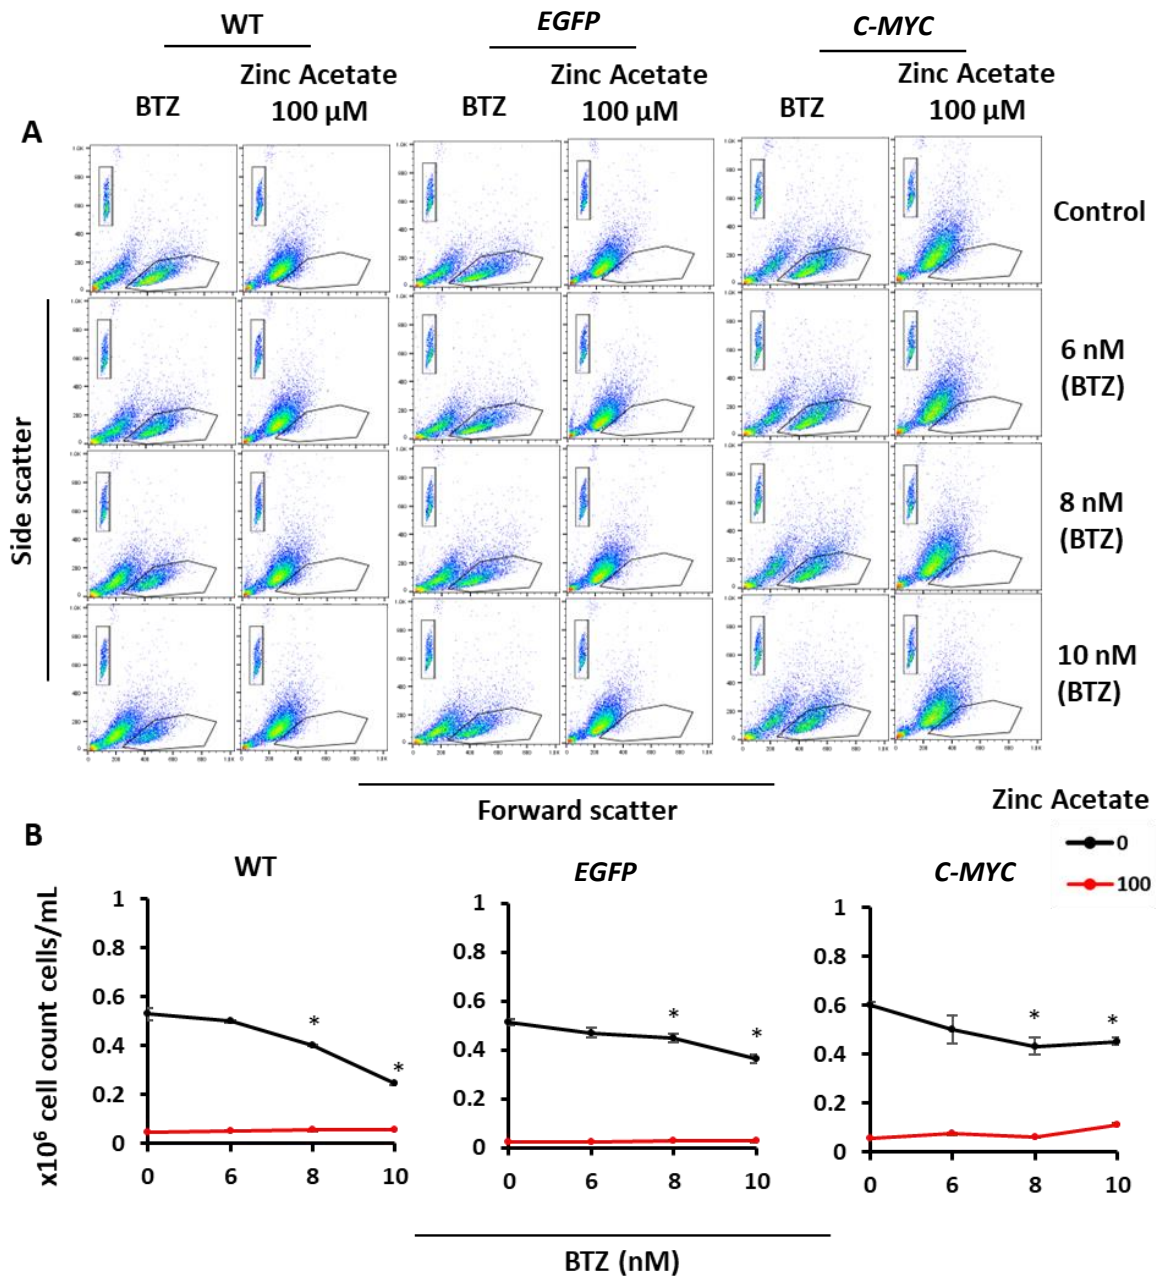 WT
EGFP
C-MYC
BTZ
Zinc Acetate
100 µM
BTZ
Zinc Acetate
100 µM
BTZ
Zinc Acetate
100 µM
A
Control
6 nM
(BTZ)
8 nM
(BTZ)
10 nM
(BTZ)
Side scatter
Forward scatter
Zinc Acetate
0
100
B
WT
EGFP
C-MYC
x10⁶ cell count cells/mL
1
0.8
0.6
0.4
0.2
0
0 6 8 10
* *
1
0.8
0.6
0.4
0.2
0
0 6 8 10
* *
1
0.8
0.6
0.4
0.2
0
0 6 8 10
* *
BTZ (nM)